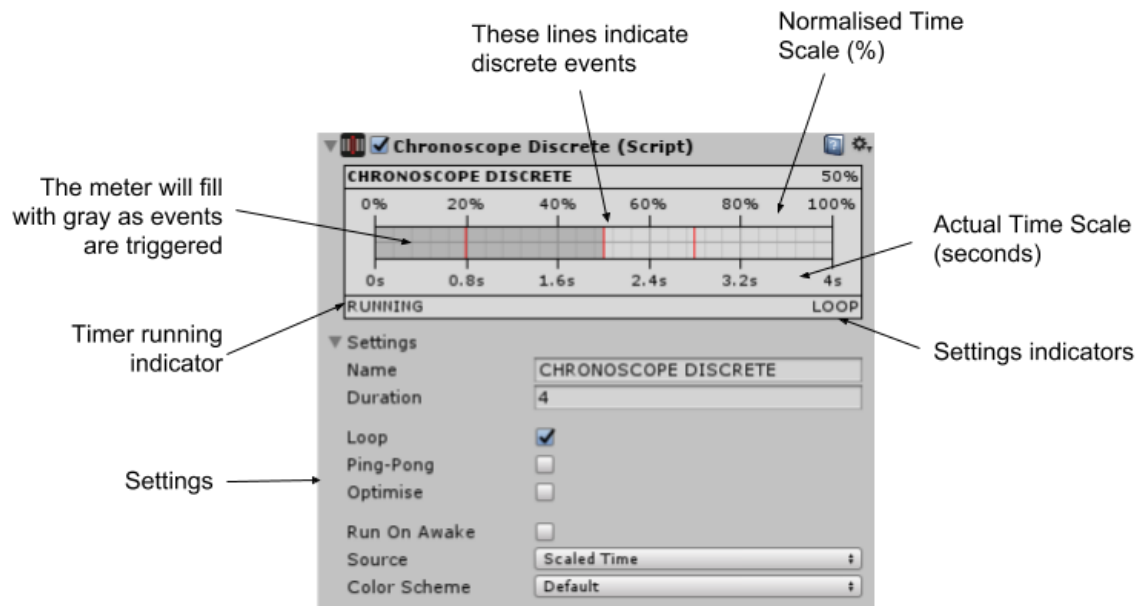 These lines indicate
discrete events
Normalised Time
Scale (%)
Chronoscope Discrete (Script)
CHRONOSCOPE DISCRETE 50%
0% 20% 40% 60% 80% 100%
The meter will fill
with gray as events
are triggered
Actual Time Scale
(seconds)
0s 0.8s 1.6s 2.4s 3.2s 4s
RUNNING LOOP
Timer running
indicator
Settings indicators
Settings
Name CHRONOSCOPE DISCRETE
Duration 4
Loop
Ping-Pong
Optimise
Settings
Run On Awake
Source Scaled Time
Color Scheme Default